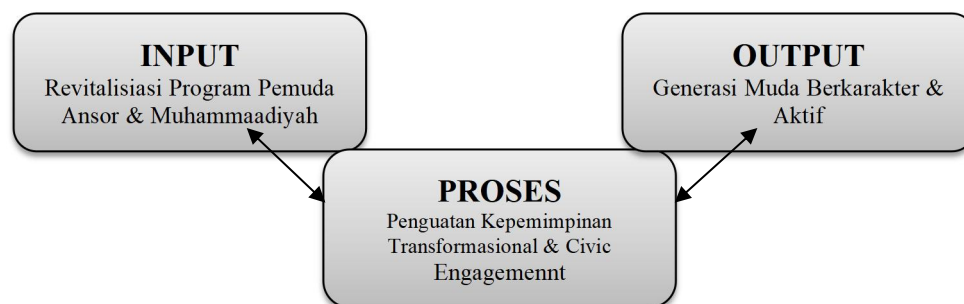 INPUT
Revitalisiasi Program Pemuda
Ansor & Muhammaadiyah
OUTPUT
Generasi Muda Berkarakter &
Aktif
PROSES
Penguatan Kepemimpinan
Transformasional & Civic
Engagemennt